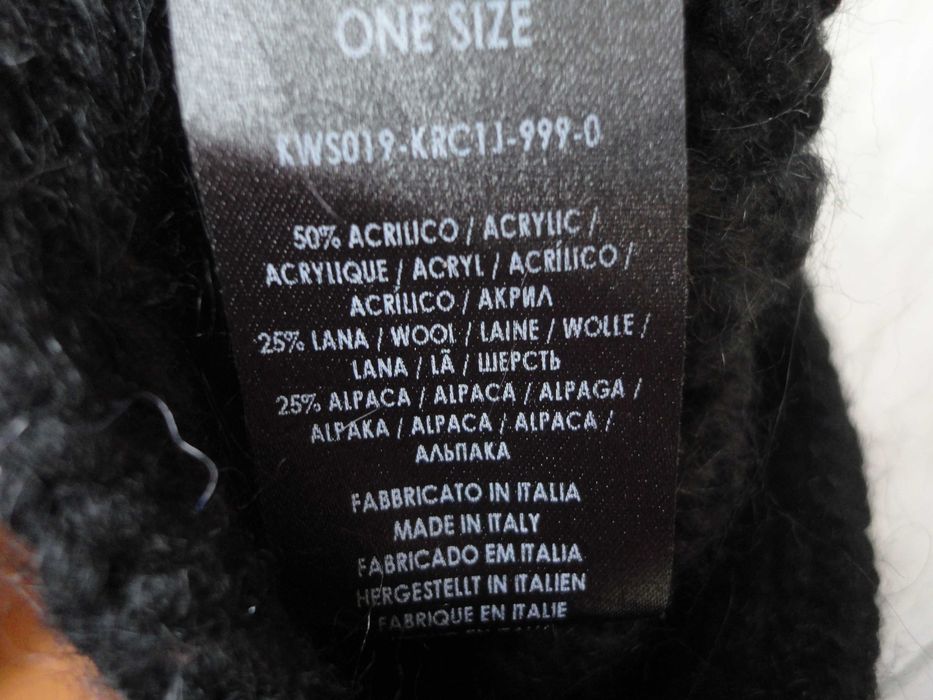 ONE SIZE
KWS019-KRC11-999-0
50% ACRILICO / ACRYLIC /
ACRYLIQUE / ACRYL / ACRÍLICO /
ACRÍLICO / АКРИЛ
25% LANA / WOOL / LAINE / WOLLE /
LANA / LÃ / ШЕРСТЬ
25% ALPACA / ALPACA / ALPAGA /
ALPAKA / ALPACA / ALPACA /
АЛЬПАКА
FABBRICATO IN ITALIA
MADE IN ITALY
FABRICADO EM ITALIA
HERGESTELLT IN ITALIEN
FABRIQUE EN ITALIE